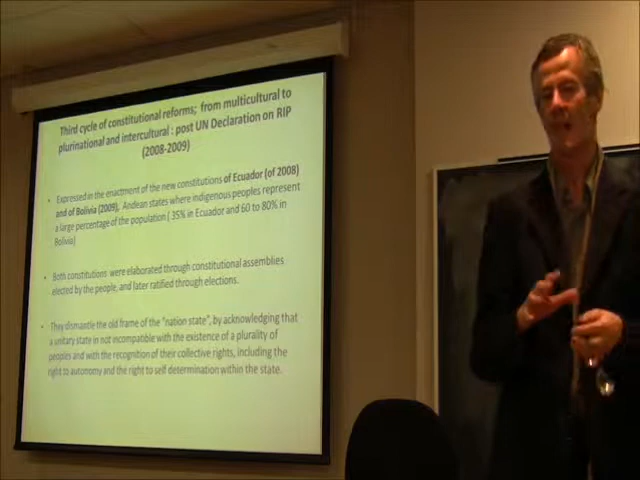 Third cycle of constitutional reforms; from multicultural to
plurinational and intercultural : post UN Declaration on RIP
(2008-2009)
• Expressed in the enactment of the new constitutions of Ecuador (of 2008)
and of Bolivia (2009), Andean states where indigenous peoples represent
a large percentage of the population ( 35% in Ecuador and 60 to 80% in
Bolivia)
• Both constitutions were elaborated through constitutional assemblies
elected by the people, and later ratified through elections.
• They dismantle the old frame of the "nation state", by acknowledging that
a unitary state in not incompatible with the existence of a plurality of
peoples and with the recognition of their collective rights, including the
right to autonomy and the right to self determination within the state.